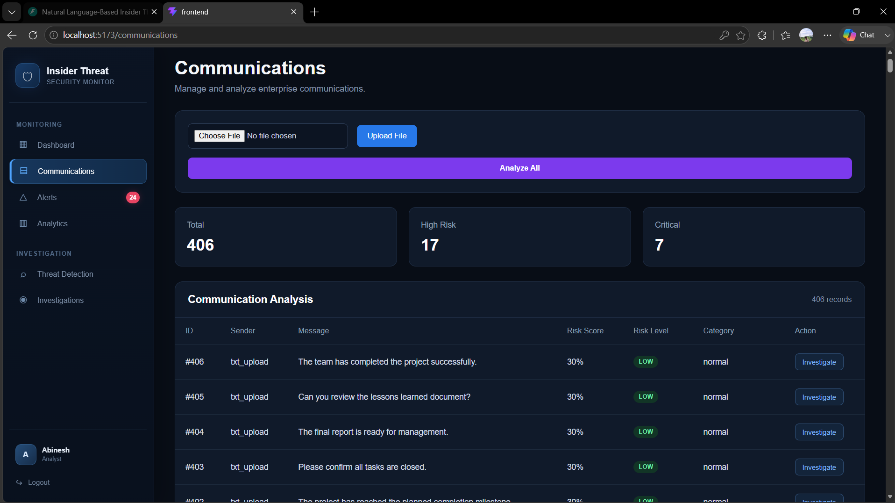 Natural Language-Based Insider Th
frontend
localhost:5173/communications
Chat
Insider Threat
SECURITY MONITOR
MONITORING
Dashboard
Communications
Alerts 24
Analytics
INVESTIGATION
Threat Detection
Investigations
A Abinesh
Analyst
Logout
Communications
Manage and analyze enterprise communications.
Choose File No file chosen Upload File
Analyze All
Total High Risk Critical
406 17 7
Communication Analysis 406 records
ID Sender Message Risk Score Risk Level Category Action
#406 txt_upload The team has completed the project successfully. 30% LOW normal Investigate
#405 txt_upload Can you review the lessons learned document? 30% LOW normal Investigate
#404 txt_upload The final report is ready for management. 30% LOW normal Investigate
#403 txt_upload Please confirm all tasks are closed. 30% LOW normal Investigate
#402 txt_upload The project has reached the planned completion milestone. 30% LOW normal Investigate